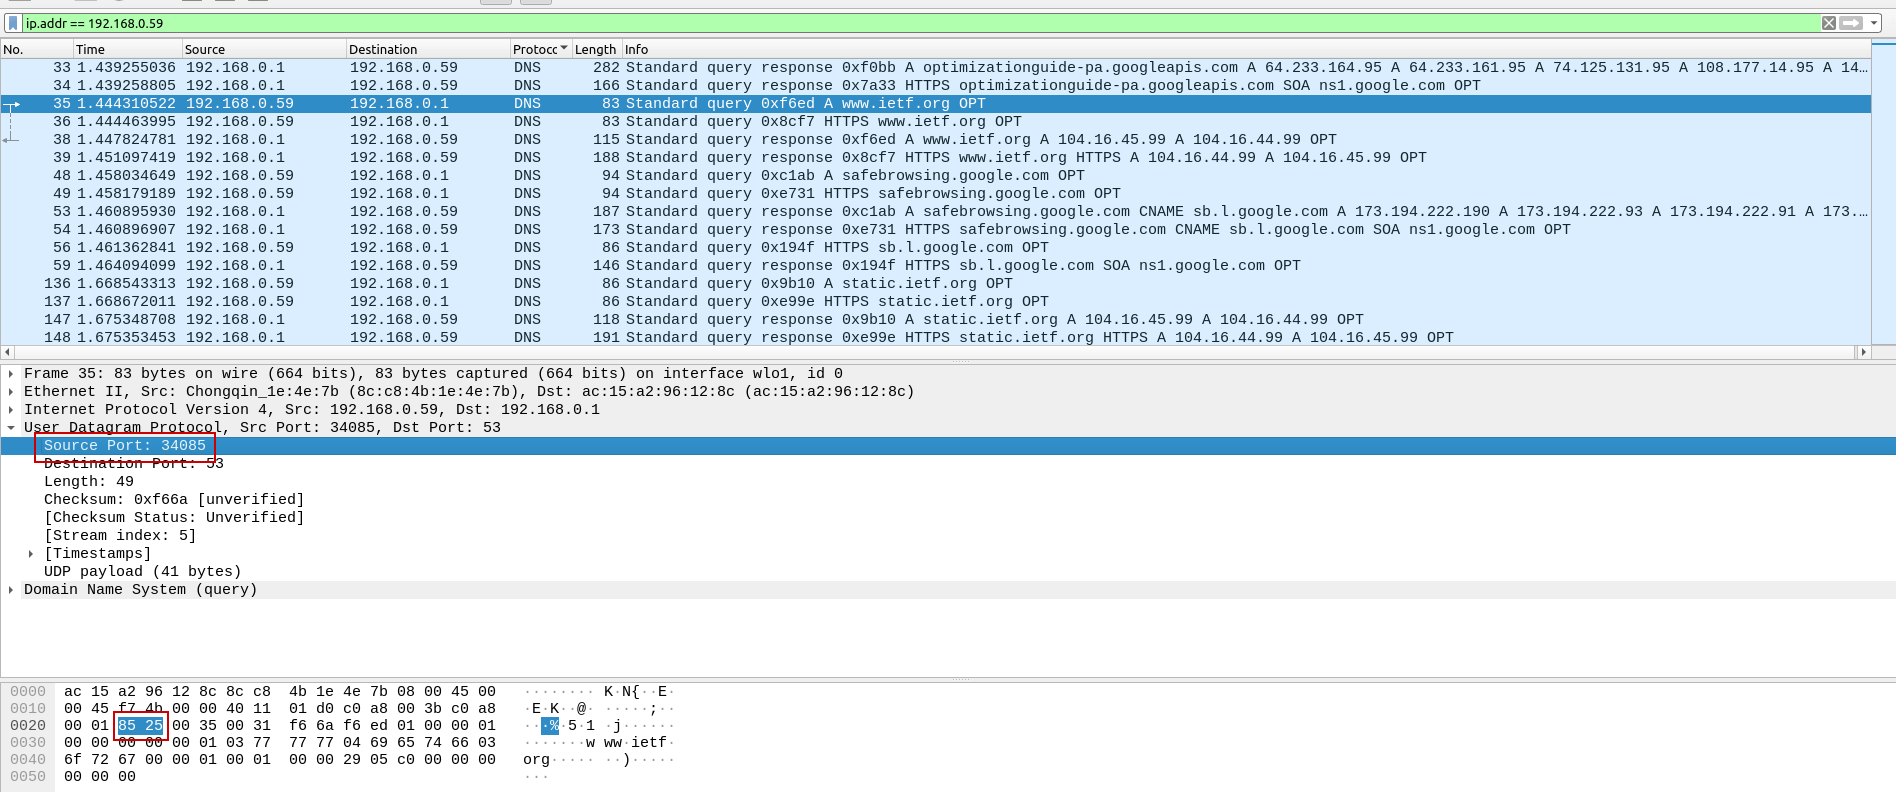 ip.addr == 192.168.0.59
No. Time Source Destination Protocc Length Info
33 1.439255036 192.168.0.1 192.168.0.59 DNS 282 Standard query response 0xf0bb A optimizationguide-pa.googleapis.com A 64.233.164.95 A 64.233.161.95 A 74.125.131.95 A 108.177.14.95 A 14…
34 1.439258805 192.168.0.1 192.168.0.59 DNS 166 Standard query response 0x7a33 HTTPS optimizationguide-pa.googleapis.com SOA ns1.google.com OPT
35 1.444310522 192.168.0.59 192.168.0.1 DNS 83 Standard query 0xf6ed A www.ietf.org OPT
36 1.444463995 192.168.0.59 192.168.0.1 DNS 83 Standard query 0x8cf7 HTTPS www.ietf.org OPT
38 1.447824781 192.168.0.1 192.168.0.59 DNS 115 Standard query response 0xf6ed A www.ietf.org A 104.16.45.99 A 104.16.44.99 OPT
39 1.451097419 192.168.0.1 192.168.0.59 DNS 188 Standard query response 0x8cf7 HTTPS www.ietf.org HTTPS A 104.16.44.99 A 104.16.45.99 OPT
48 1.458034649 192.168.0.59 192.168.0.1 DNS 94 Standard query 0xc1ab A safebrowsing.google.com OPT
49 1.458179189 192.168.0.59 192.168.0.1 DNS 94 Standard query 0xe731 HTTPS safebrowsing.google.com OPT
53 1.460895930 192.168.0.1 192.168.0.59 DNS 187 Standard query response 0xc1ab A safebrowsing.google.com CNAME sb.l.google.com A 173.194.222.190 A 173.194.222.93 A 173.194.222.91 A 173.…
54 1.460896907 192.168.0.1 192.168.0.59 DNS 173 Standard query response 0xe731 HTTPS safebrowsing.google.com CNAME sb.l.google.com SOA ns1.google.com OPT
56 1.461362841 192.168.0.59 192.168.0.1 DNS 86 Standard query 0x194f HTTPS sb.l.google.com OPT
59 1.464094099 192.168.0.1 192.168.0.59 DNS 146 Standard query response 0x194f HTTPS sb.l.google.com SOA ns1.google.com OPT
136 1.668543313 192.168.0.59 192.168.0.1 DNS 86 Standard query 0x9b10 A static.ietf.org OPT
137 1.668672011 192.168.0.59 192.168.0.1 DNS 86 Standard query 0xe99e HTTPS static.ietf.org OPT
147 1.675348708 192.168.0.1 192.168.0.59 DNS 118 Standard query response 0x9b10 A static.ietf.org A 104.16.45.99 A 104.16.44.99 OPT
148 1.675353453 192.168.0.1 192.168.0.59 DNS 191 Standard query response 0xe99e HTTPS static.ietf.org HTTPS A 104.16.44.99 A 104.16.45.99 OPT
Frame 35: 83 bytes on wire (664 bits), 83 bytes captured (664 bits) on interface wlo1, id 0
Ethernet II, Src: Chongqin_1e:4e:7b (8c:c8:4b:1e:4e:7b), Dst: ac:15:a2:96:12:8c (ac:15:a2:96:12:8c)
Internet Protocol Version 4, Src: 192.168.0.59, Dst: 192.168.0.1
User Datagram Protocol, Src Port: 34085, Dst Port: 53
Source Port: 34085
Destination Port: 53
Length: 49
Checksum: 0xf66a [unverified]
[Checksum Status: Unverified]
[Stream index: 5]
[Timestamps]
UDP payload (41 bytes)
Domain Name System (query)
0000 ac 15 a2 96 12 8c 8c c8 4b 1e 4e 7b 08 00 45 00 ········ K·N{··E·
0010 00 45 f7 4b 00 00 40 11 01 d0 c0 a8 00 3b c0 a8 ·E·K··@· ·····;··
0020 00 01 85 25 00 35 00 31 f6 6a f6 ed 01 00 00 01 ···%·5·1 ·j······
0030 00 00 00 00 00 01 03 77 77 77 04 69 65 74 66 03 ·······w ww·ietf·
0040 6f 72 67 00 00 01 00 01 00 00 29 05 c0 00 00 00 org····· ··)·····
0050 00 00 00 ···